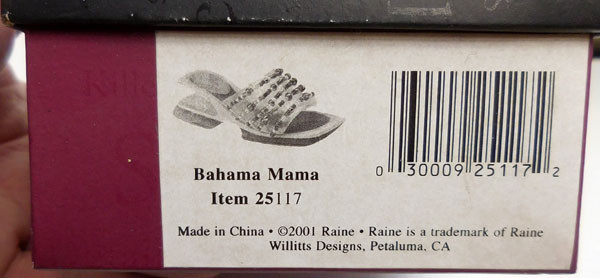 Bahama Mama
Item 25117
0 30009 25117 2
Made in China • ©2001 Raine • Raine is a trademark of Raine
Willitts Designs, Petaluma, CA